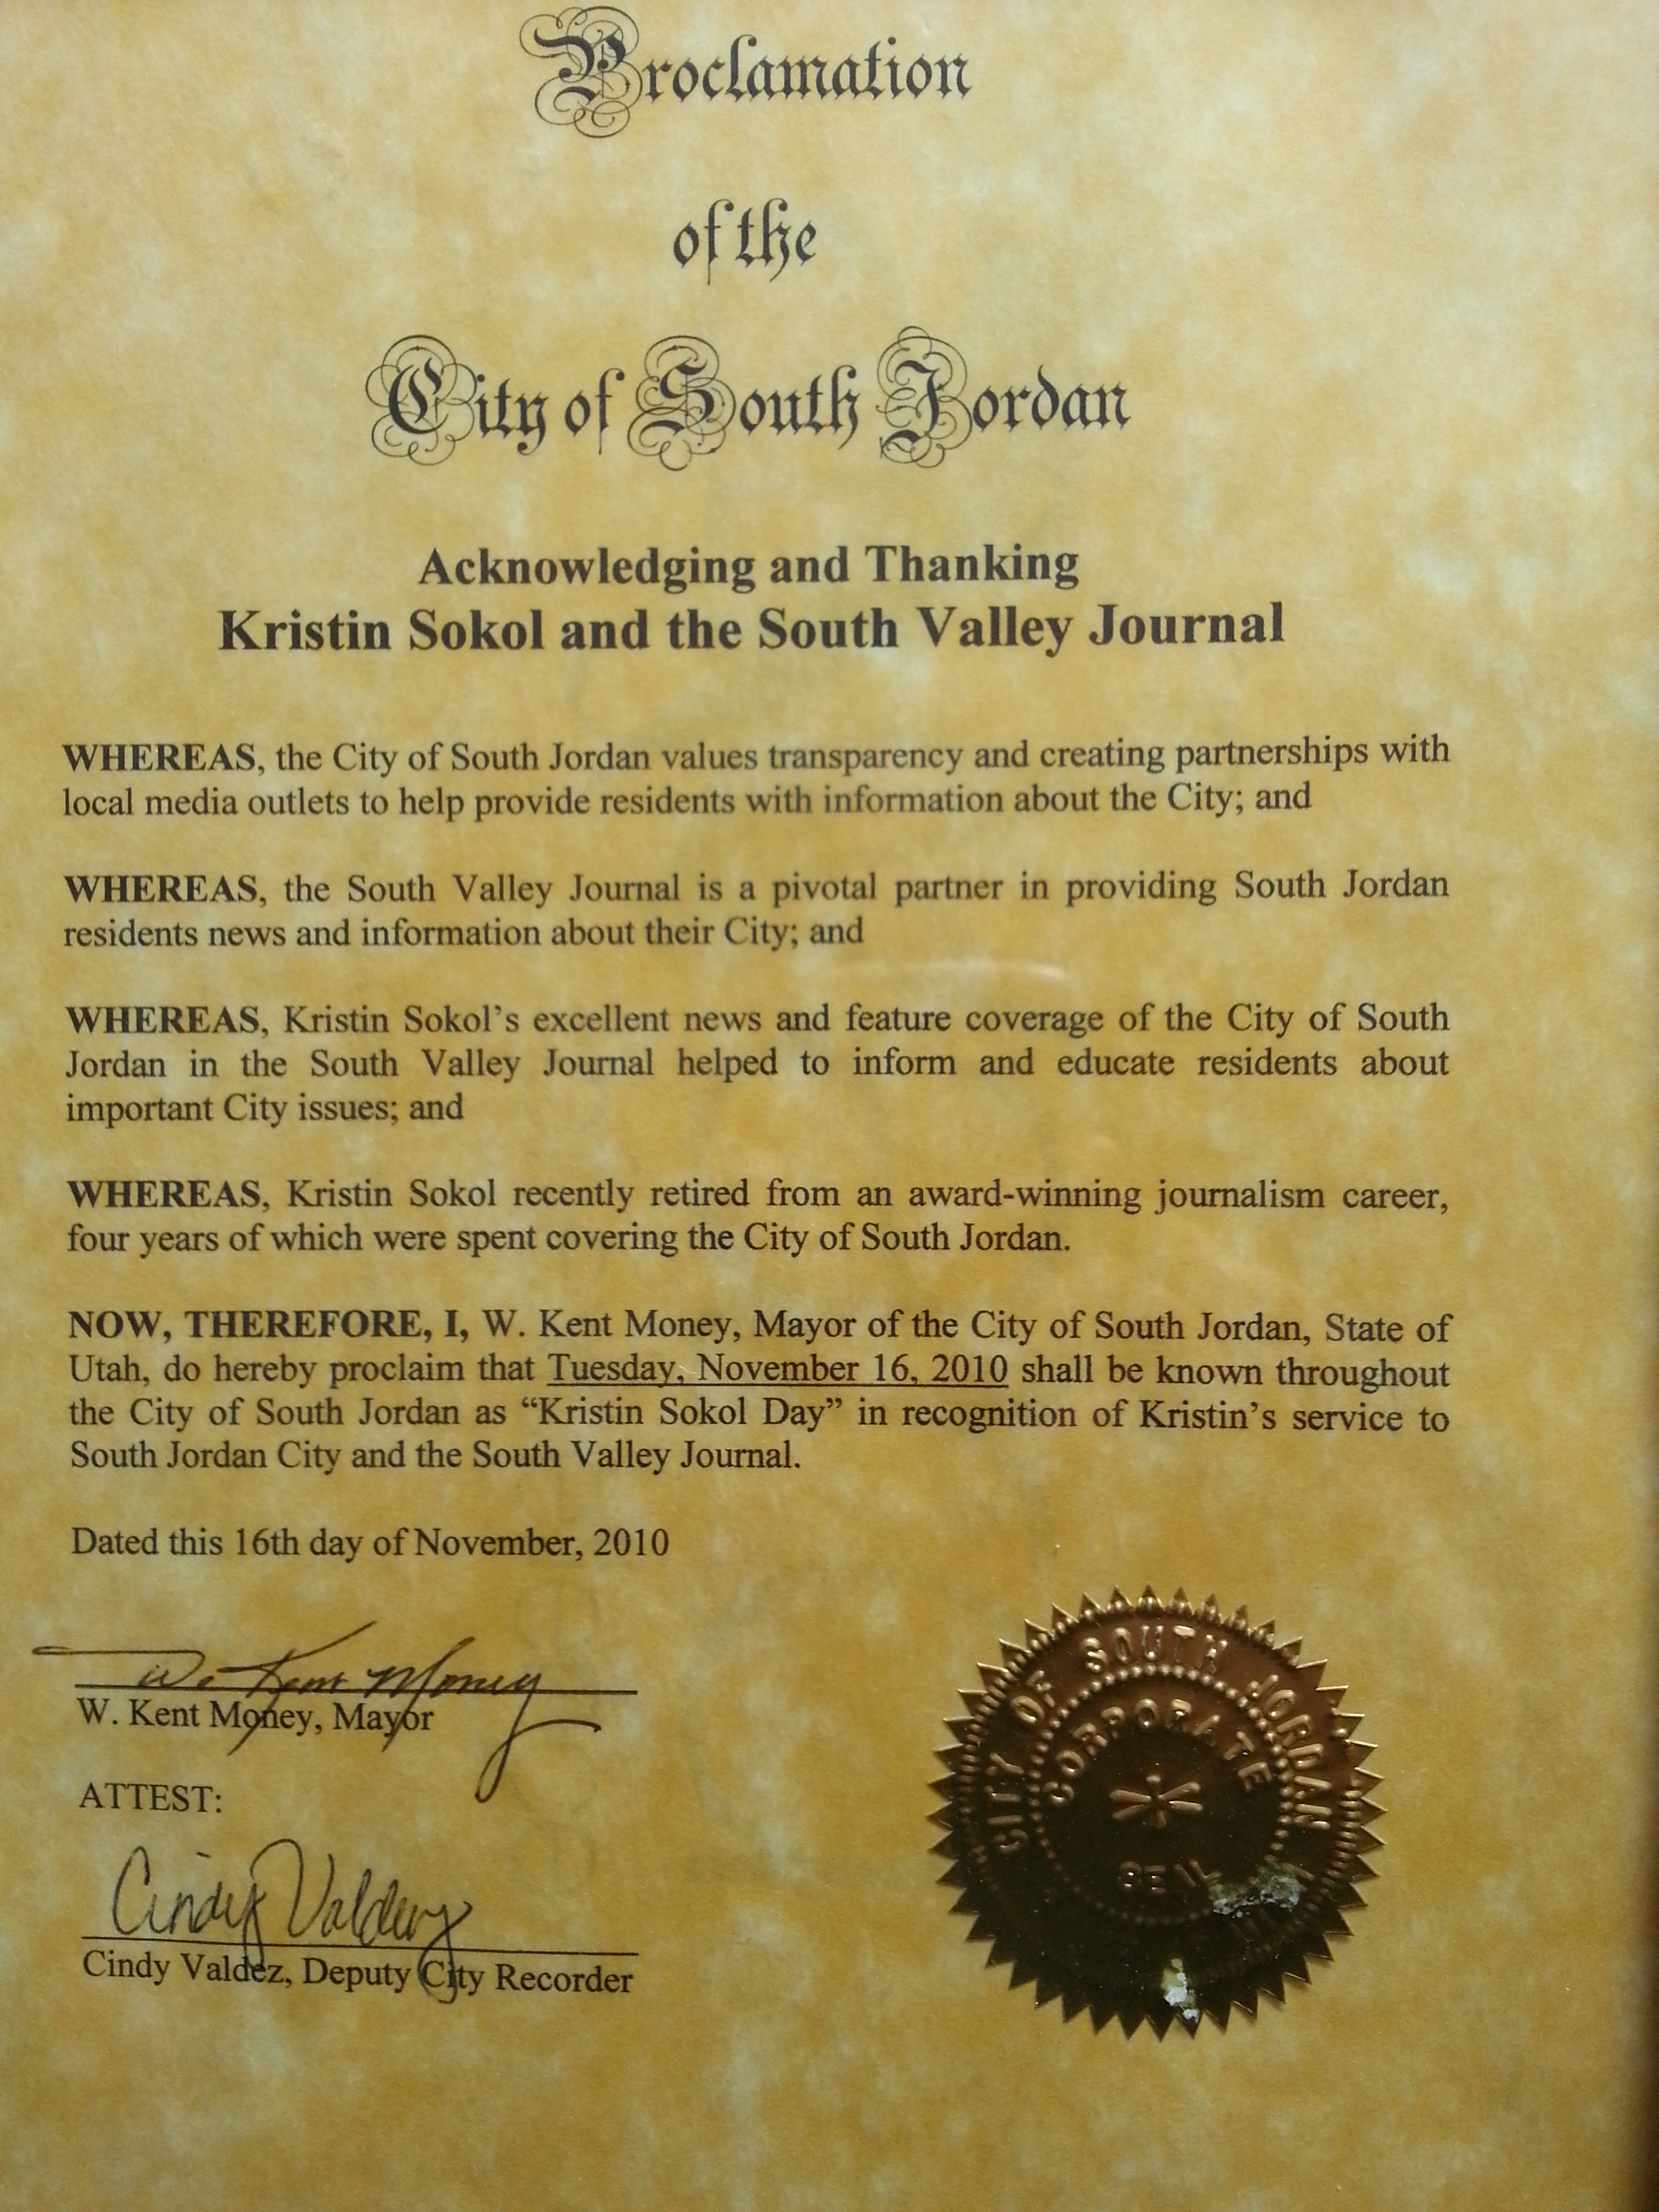 Proclamation
of the
City of South Jordan
Acknowledging and Thanking
Kristin Sokol and the South Valley Journal
WHEREAS, the City of South Jordan values transparency and creating partnerships with
local media outlets to help provide residents with information about the City; and
WHEREAS, the South Valley Journal is a pivotal partner in providing South Jordan
residents news and information about their City; and
WHEREAS, Kristin Sokol's excellent news and feature coverage of the City of South
Jordan in the South Valley Journal helped to inform and educate residents about
important City issues; and
WHEREAS, Kristin Sokol recently retired from an award-winning journalism career,
four years of which were spent covering the City of South Jordan.
NOW, THEREFORE, I, W. Kent Money, Mayor of the City of South Jordan, State of
Utah, do hereby proclaim that Tuesday, November 16, 2010 shall be known throughout
the City of South Jordan as “Kristin Sokol Day” in recognition of Kristin's service to
South Jordan City and the South Valley Journal.
Dated this 16th day of November, 2010
W. Kent Money
W. Kent Money, Mayor
ATTEST:
Cindy Valdez
Cindy Valdez, Deputy City Recorder
CITY OF SOUTH JORDAN
CORPORATE
SEAL